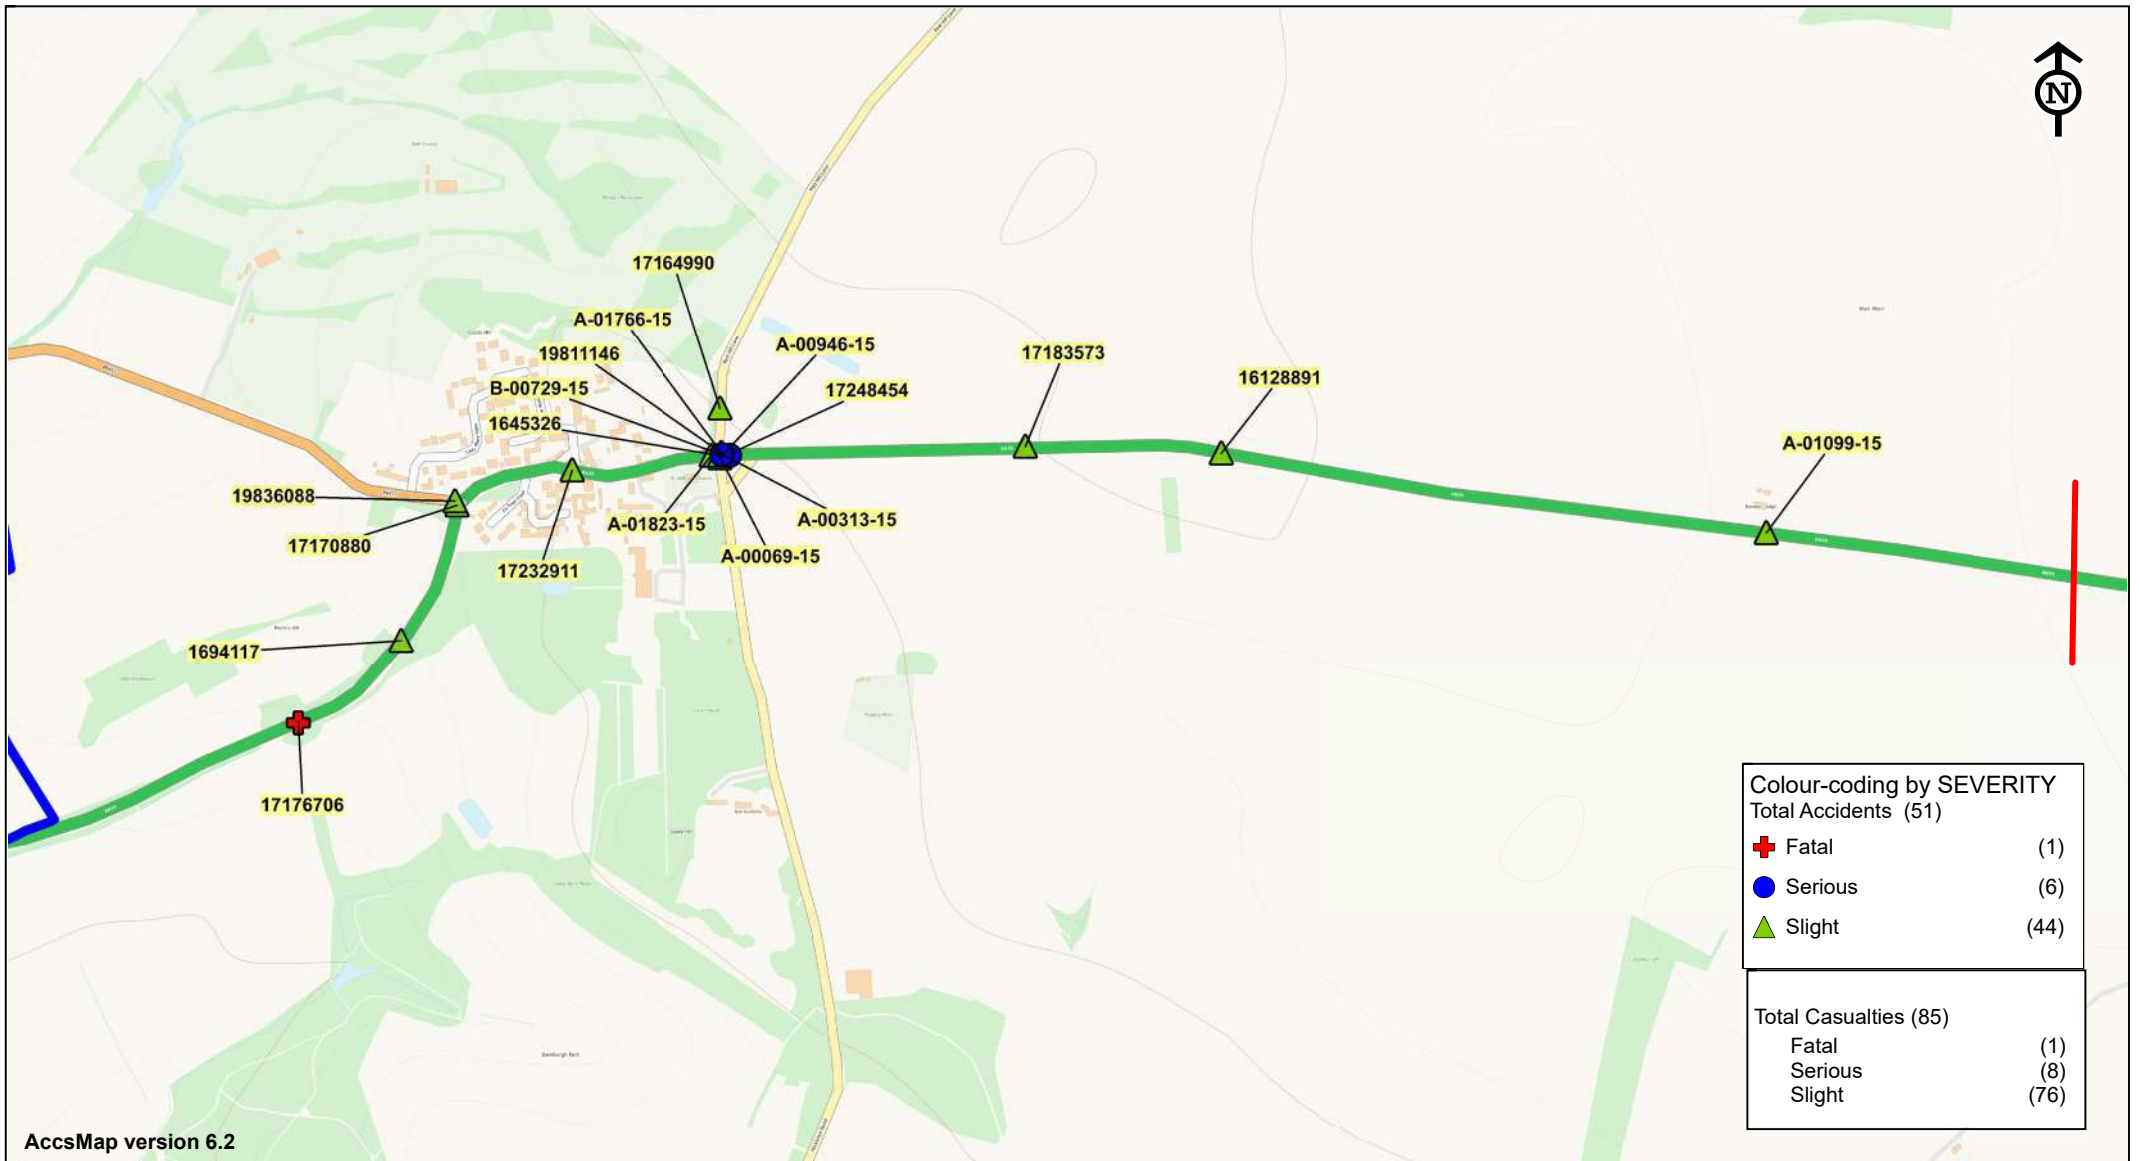 N
17164990
A-01766-15
A-00946-15
19811146
17183573
B-00729-15
17248454
16128891
1645326
A-01099-15
19836088
A-01823-15
A-00313-15
17170880
A-00069-15
17232911
1694117
17176706
Colour-coding by SEVERITY
Total Accidents (51)
Fatal (1)
Serious (6)
Slight (44)
Total Casualties (85)
Fatal (1)
Serious (8)
Slight (76)
AccsMap version 6.2